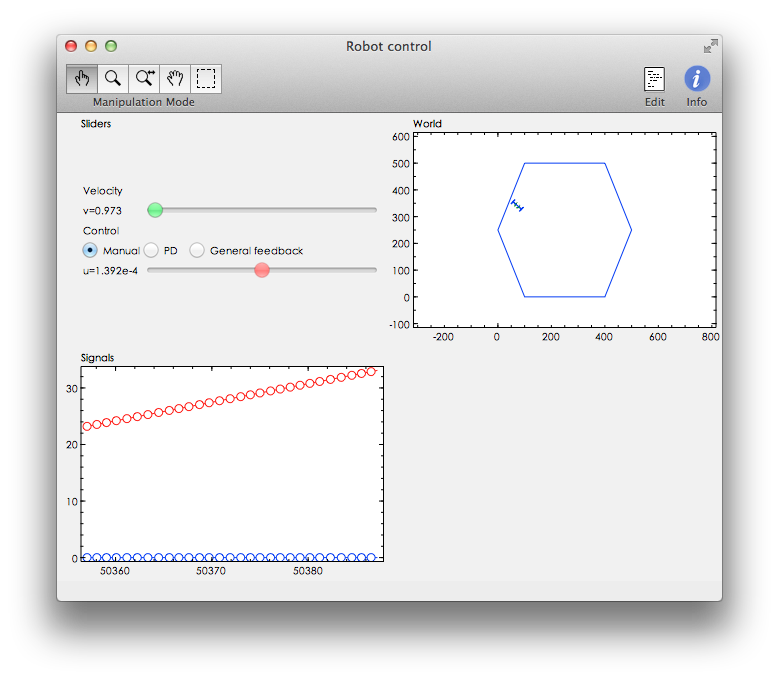 Robot control
Manipulation Mode
Edit
Info
Sliders
Velocity
v=0.973
Control
Manual
PD
General feedback
u=1.392e-4
World
600
500
400
300
200
100
0
-100
-200
0
200
400
600
800
Signals
30
20
10
0
50360
50370
50380